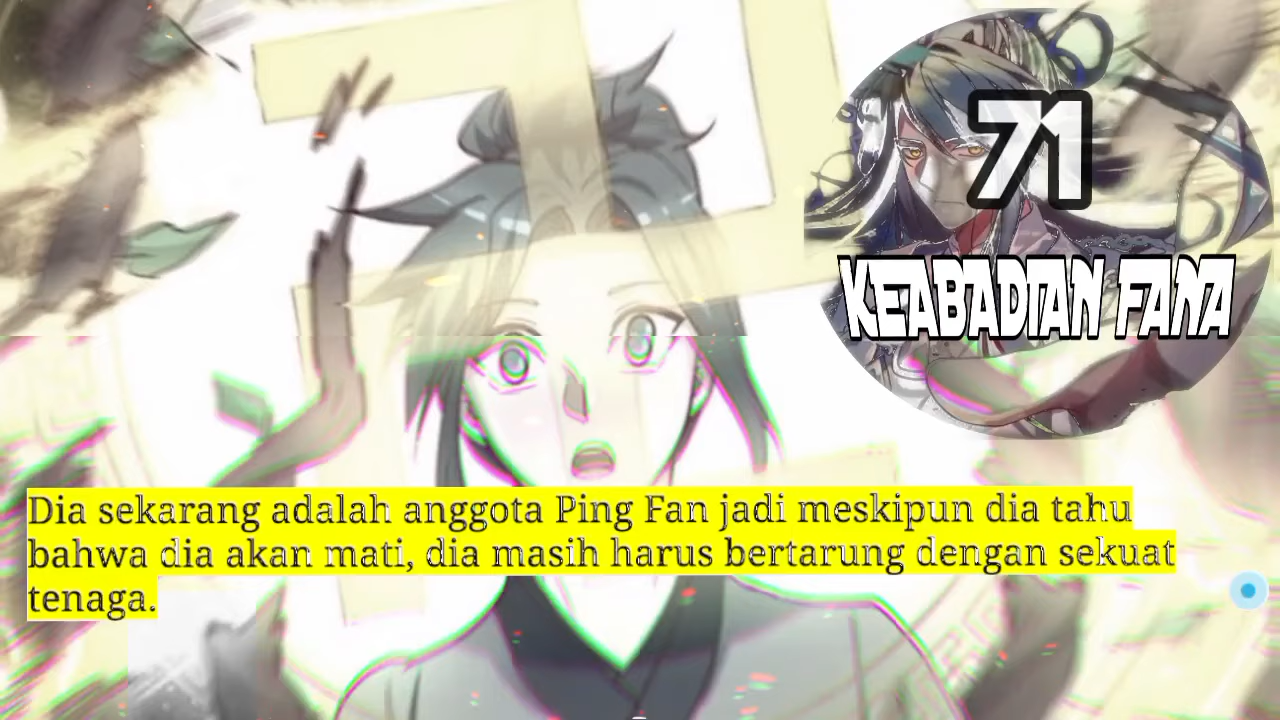 71
KEABADIAN FANA
Dia sekarang adalah anggota Ping Fan jadi meskipun dia tahu
bahwa dia akan mati, dia masih harus bertarung dengan sekuat
tenaga.